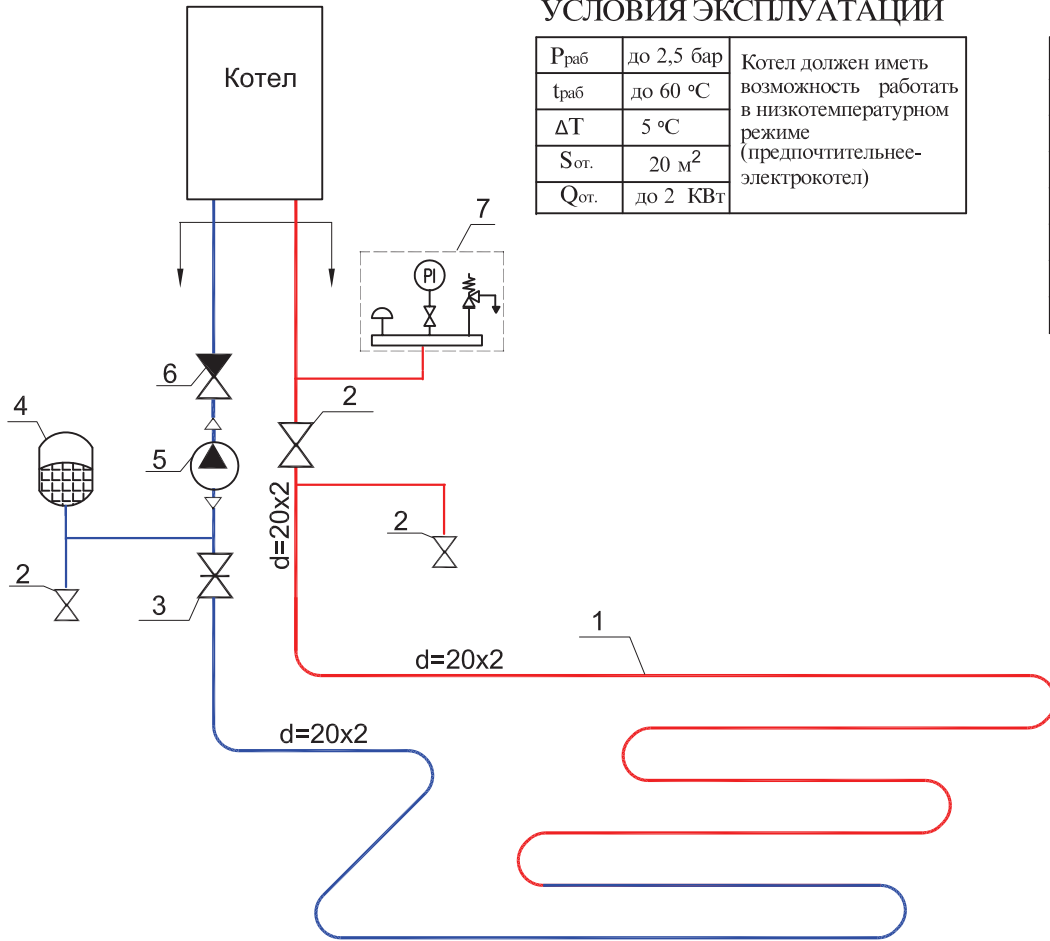 УСЛОВИЯ ЭКСПЛУАТАЦИИ
Pраб до 2,5 бар
tраб до 60 °С
ΔT 5 °С
Sот. 20 м²
Qот. до 2 КВт
Котел должен иметь
возможность работать
в низкотемпературном
режиме
(предпочтительнее-
электрокотел)
Котел
7
PI
6
2
4
5
d=20x2
2
2
3
1
d=20x2
d=20x2